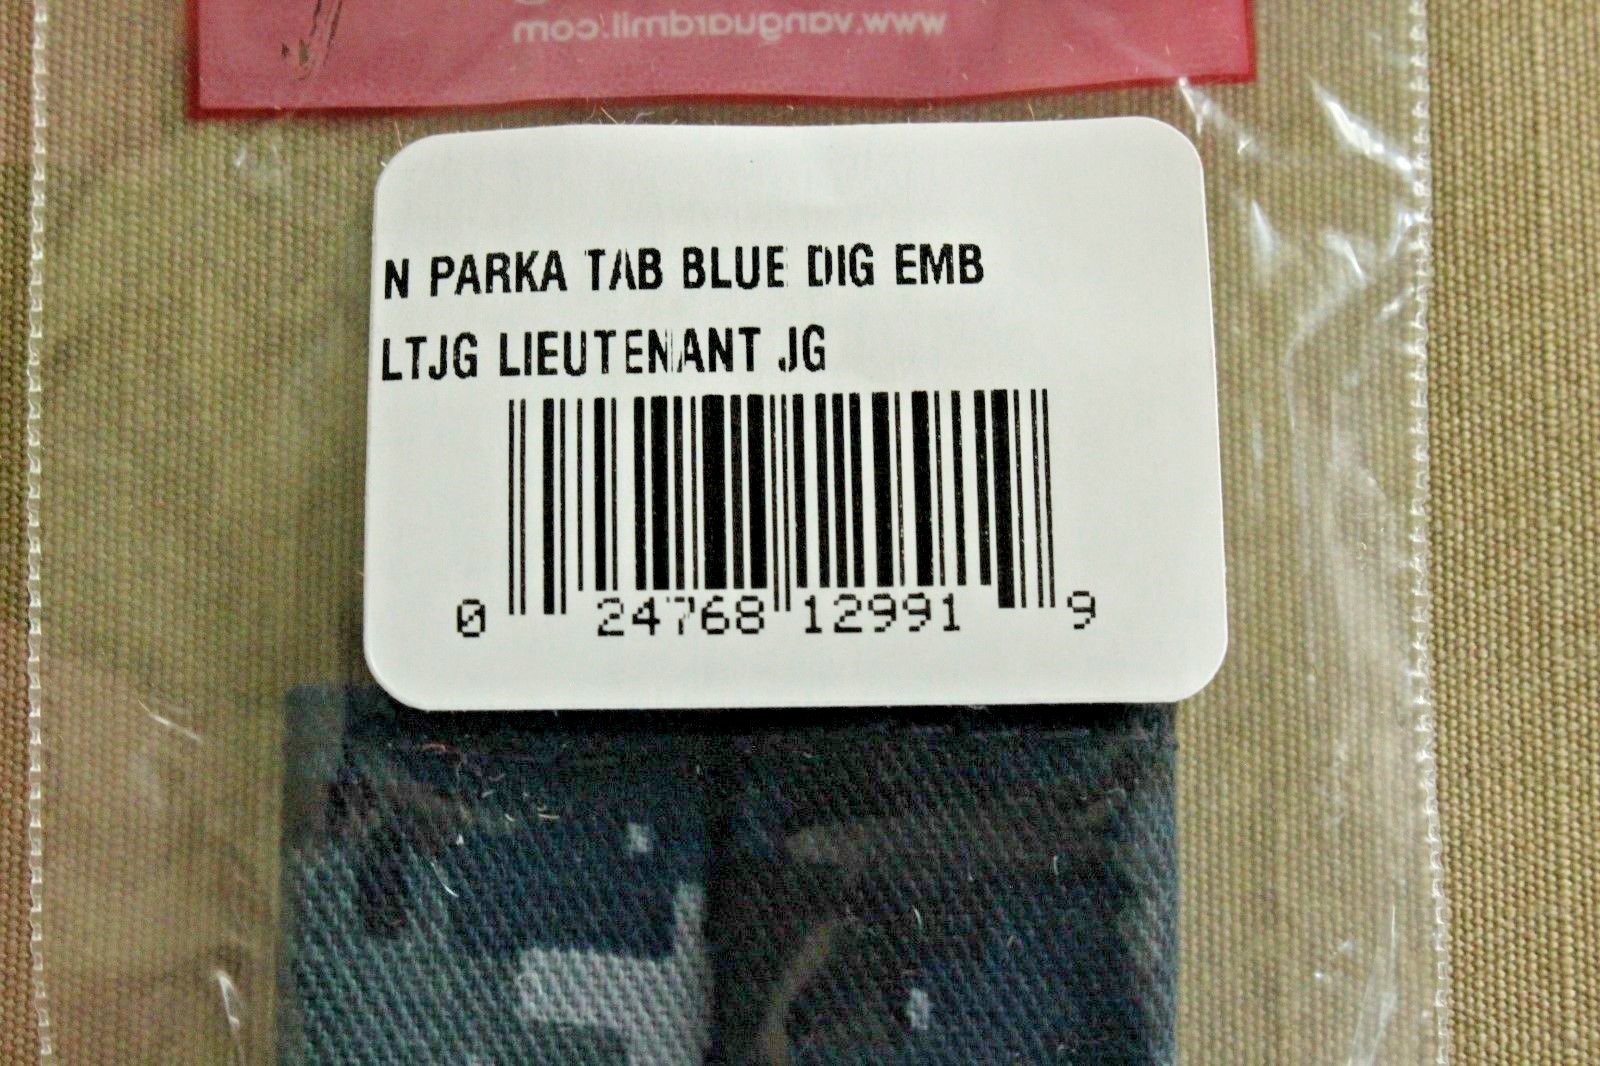 www.vanguardmil.com
N PARKA TAB BLUE DIG EMB
LTJG LIEUTENANT JG
0 24768 12991 9